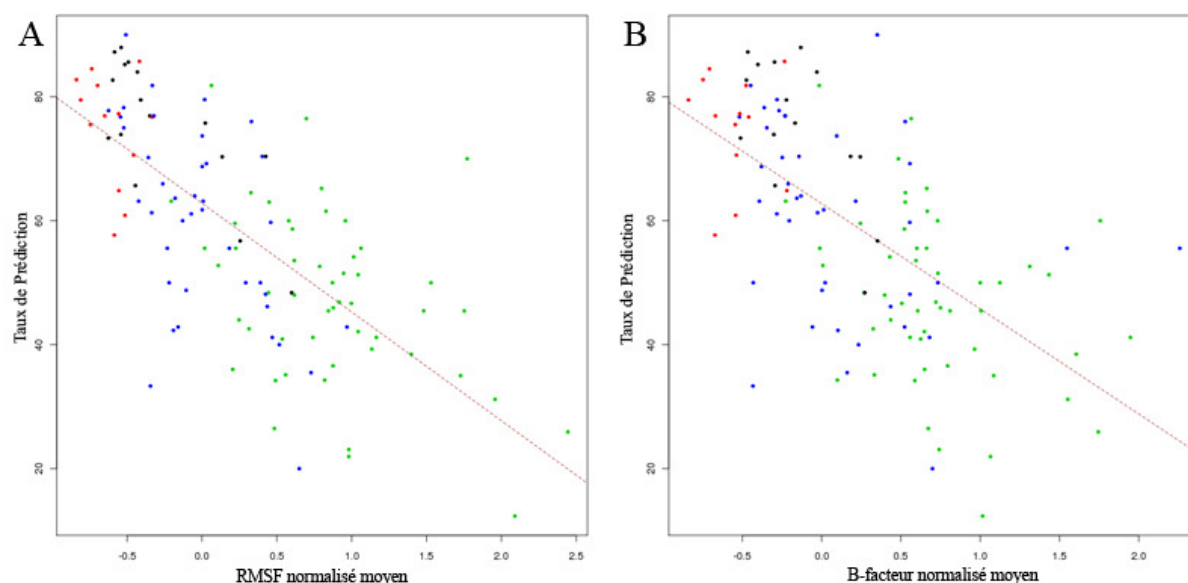 A
B
Taux de Prédiction
80
60
40
20
-0.5 0.0 0.5 1.0 1.5 2.0 2.5
RMSF normalisé moyen
Taux de Prédiction
80
60
40
20
-0.5 0.0 0.5 1.0 1.5 2.0
B-facteur normalisé moyen